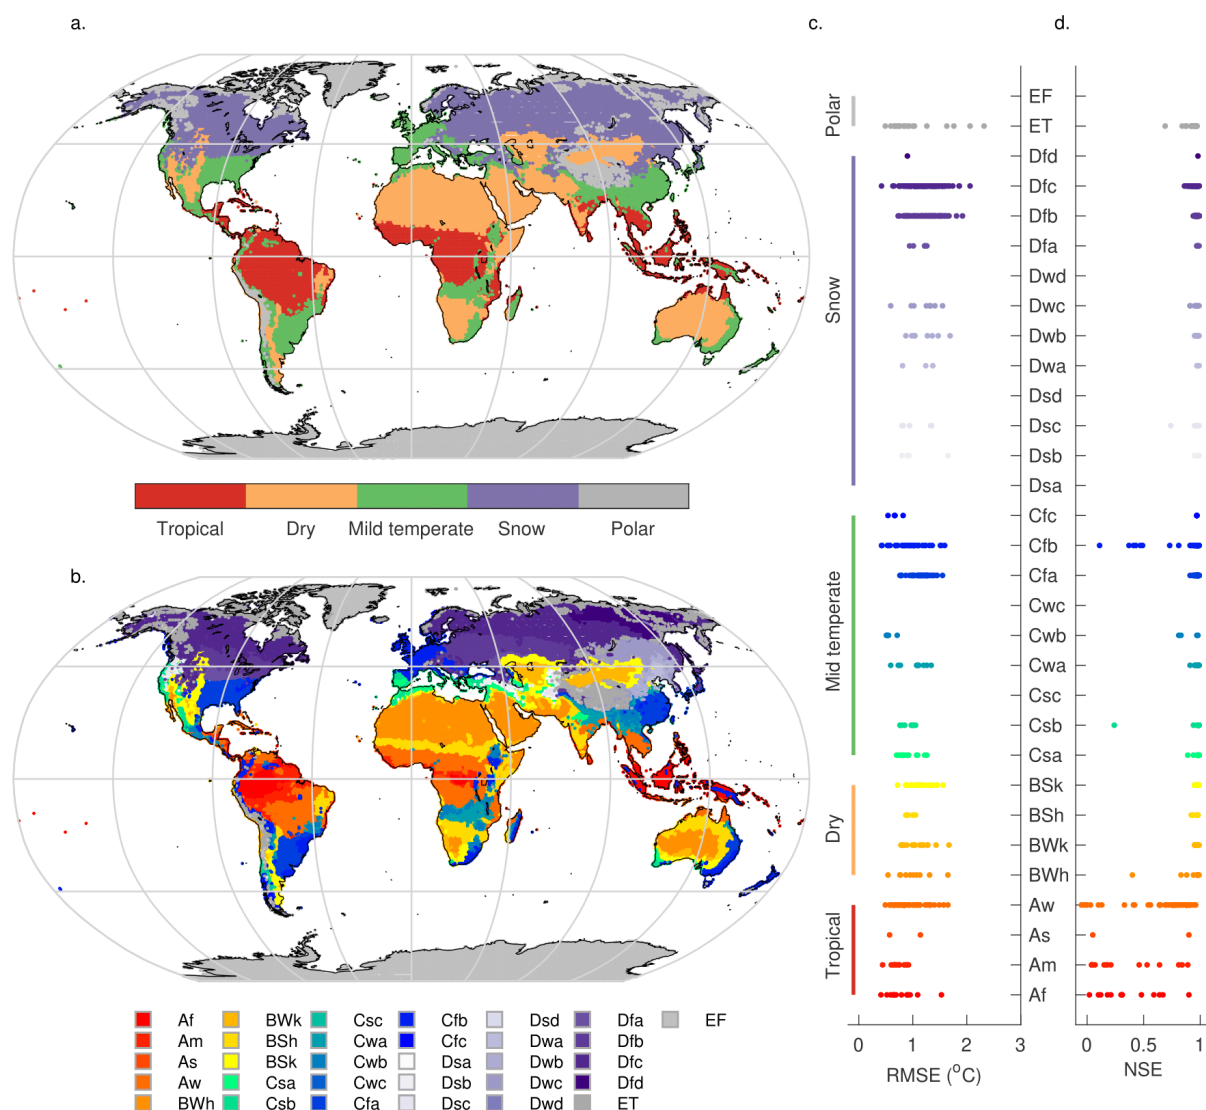 a.
c.
d.
Polar
EF
ET
Dfd
Dfc
Dfb
Dfa
Snow
Dwd
Dwc
Dwb
Dwa
Dsd
Dsc
Dsb
Dsa
Tropical Dry Mild temperate Snow Polar
b.
Mid temperate
Cfc
Cfb
Cfa
Cwc
Cwb
Cwa
Csc
Csb
Csa
Dry
BSk
BSh
BWk
BWh
Tropical
Aw
As
Am
Af
0 1 2 3
RMSE (°C)
0 0.5 1
NSE
Af BWk Csc Cfb Dsd Dfa EF
Am BSh Cwa Cfc Dwa Dfb
As BSk Cwb Dsa Dwb Dfc
Aw Csa Cwc Dsb Dwc Dfd
BWh Csb Cfa Dsc Dwd ET